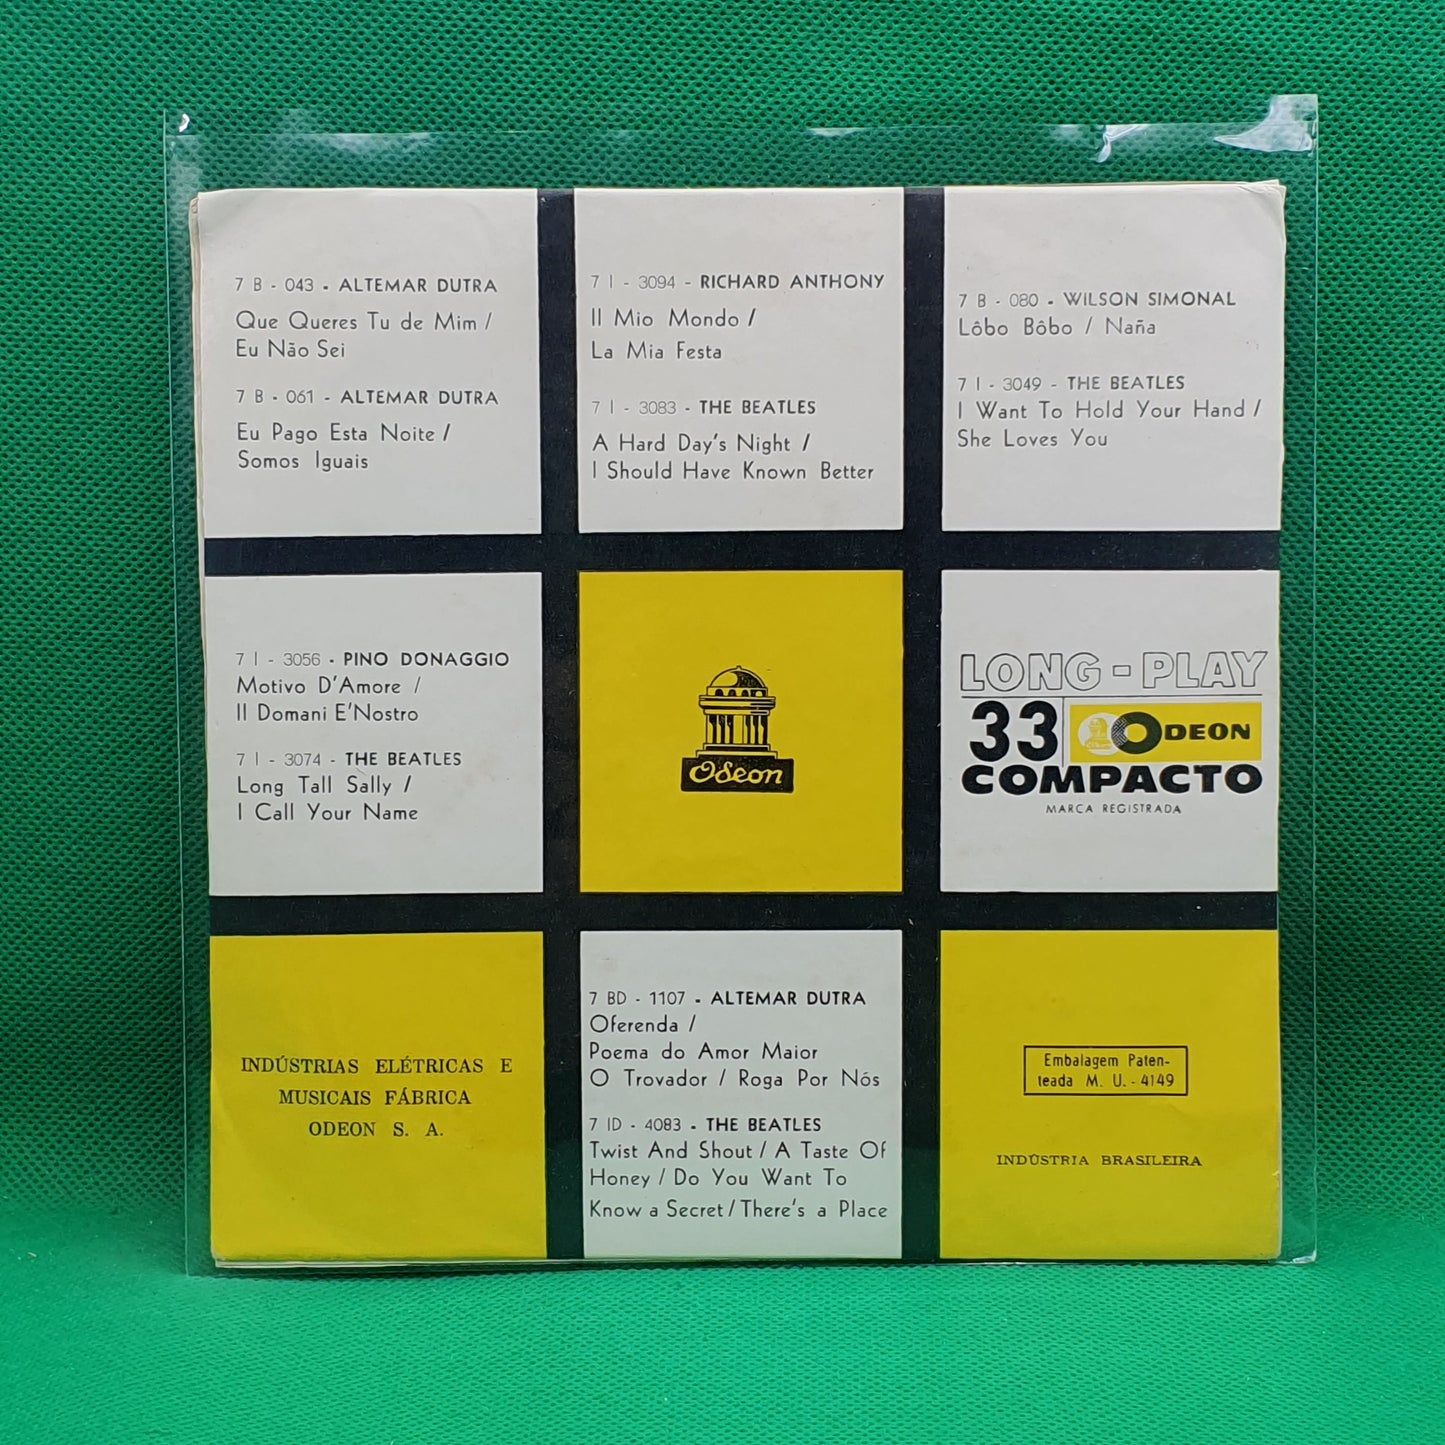 7 B - 043 - ALTEMAR DUTRA
Que Queres Tu de Mim /
Eu Não Sei
7 B - 061 - ALTEMAR DUTRA
Eu Pago Esta Noite /
Somos Iguais
7 I - 3094 - RICHARD ANTHONY
Il Mio Mondo /
La Mia Festa
7 I - 3083 - THE BEATLES
A Hard Day's Night /
I Should Have Known Better
7 B - 080 - WILSON SIMONAL
Lôbo Bôbo / Naña
7 I - 3049 - THE BEATLES
I Want To Hold Your Hand /
She Loves You
7 I - 3056 - PINO DONAGGIO
Motivo D'Amore /
Il Domani E'Nostro
7 I - 3074 - THE BEATLES
Long Tall Sally /
I Call Your Name
Odeon
LONG-PLAY
33 ODEON
COMPACTO
MARCA REGISTRADA
INDÚSTRIAS ELÉTRICAS E
MUSICAIS FÁBRICA
ODEON S. A.
7 BD - 1107 - ALTEMAR DUTRA
Oferenda /
Poema do Amor Maior
O Trovador / Roga Por Nós
7 ID - 4083 - THE BEATLES
Twist And Shout / A Taste Of
Honey / Do You Want To
Know a Secret / There's a Place
Embalagem Paten-
teada M. U. - 4149
INDÚSTRIA BRASILEIRA